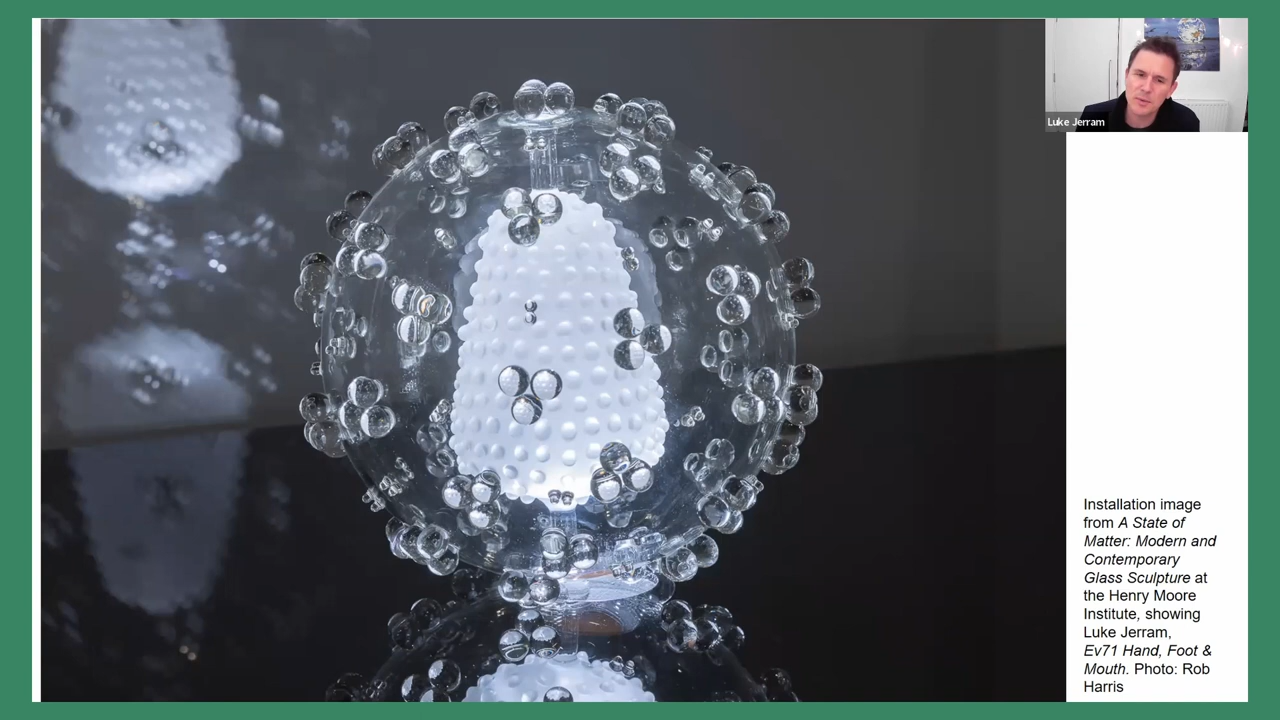 Luke Jerram
Installation image
from A State of
Matter: Modern and
Contemporary
Glass Sculpture at
the Henry Moore
Institute, showing
Luke Jerram,
Ev71 Hand, Foot &
Mouth. Photo: Rob
Harris